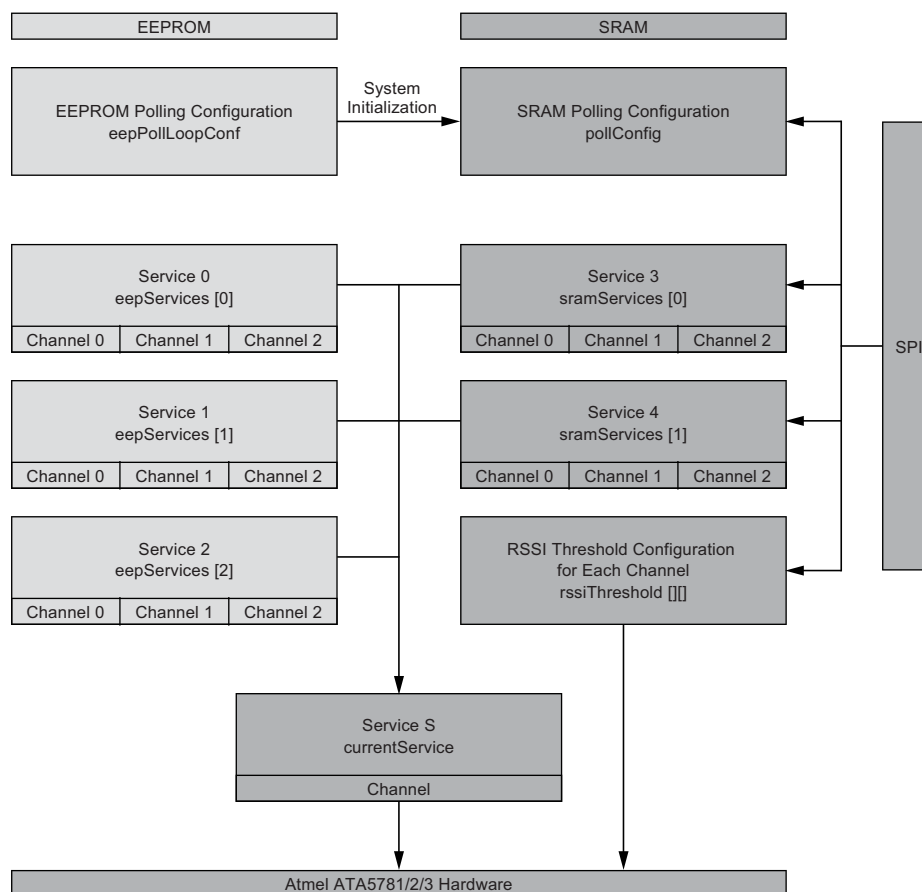 EEPROM
SRAM
EEPROM Polling Configuration
eepPollLoopConf
System
Initialization
SRAM Polling Configuration
pollConfig
Service 0
eepServices [0]
Channel 0
Channel 1
Channel 2
Service 3
sramServices [0]
Channel 0
Channel 1
Channel 2
SPI
Service 1
eepServices [1]
Channel 0
Channel 1
Channel 2
Service 4
sramServices [1]
Channel 0
Channel 1
Channel 2
Service 2
eepServices [2]
Channel 0
Channel 1
Channel 2
RSSI Threshold Configuration
for Each Channel
rssiThreshold [][]
Service S
currentService
Channel
Atmel ATA5781/2/3 Hardware